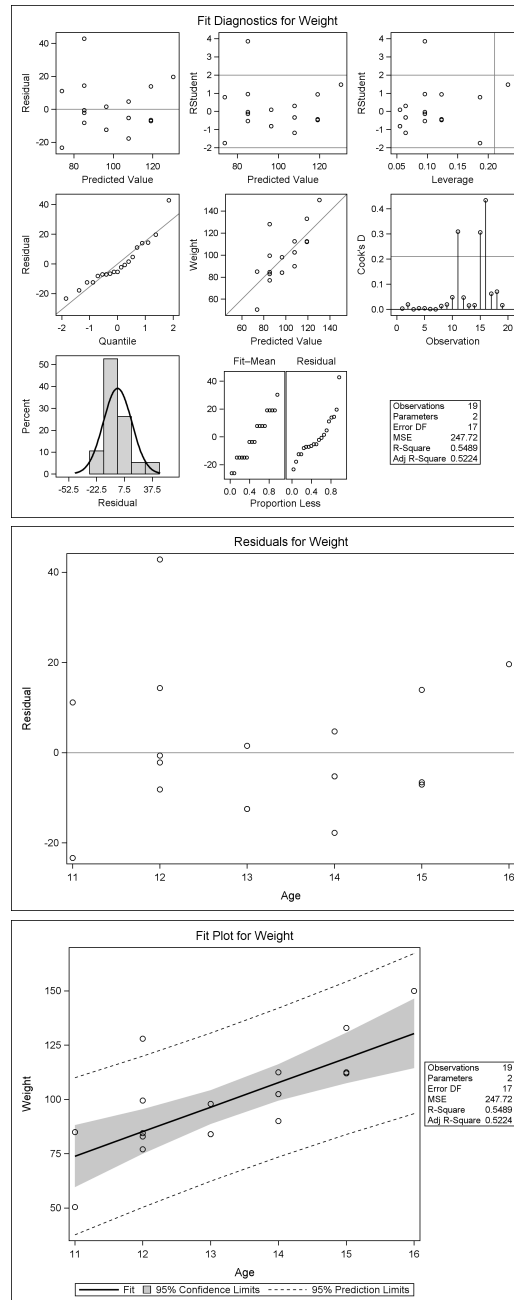 Fit Diagnostics for Weight
Residual
40
20
0
-20
80 100 120
Predicted Value
RStudent
4
3
2
1
0
-1
-2
80 100 120
Predicted Value
RStudent
4
3
2
1
0
-1
-2
0.05 0.10 0.15 0.20
Leverage
Residual
40
20
0
-20
-2 -1 0 1 2
Quantile
Weight
140
120
100
80
60
60 80 100 120 140
Predicted Value
Cook's D
0.4
0.3
0.2
0.1
0.0
0 5 10 15 20
Observation
Percent
50
40
30
20
10
0
-52.5 -22.5 7.5 37.5
Residual
Fit–Mean Residual
40
20
0
-20
0.0 0.4 0.8 0.0 0.4 0.8
Proportion Less
Observations 19
Parameters 2
Error DF 17
MSE 247.72
R-Square 0.5489
Adj R-Square 0.5224
Residuals for Weight
Residual
40
20
0
-20
11 12 13 14 15 16
Age
Fit Plot for Weight
Weight
150
125
100
75
50
11 12 13 14 15 16
Age
Observations 19
Parameters 2
Error DF 17
MSE 247.72
R-Square 0.5489
Adj R-Square 0.5224
Fit 95% Confidence Limits 95% Prediction Limits